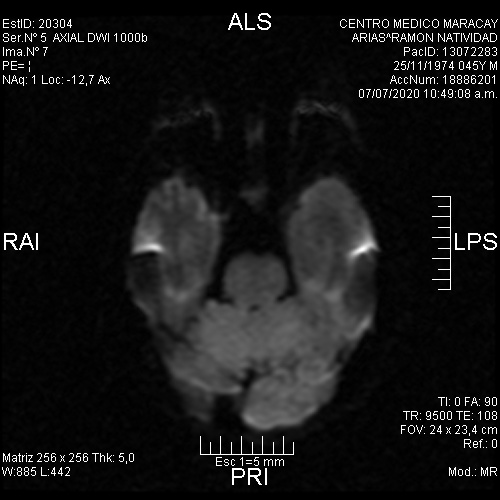 EstID: 20304
Ser.Nº 5 AXIAL DWI 1000b
Ima.Nº 7
PE= ¦
NAq: 1 Loc: -12,7 Ax
ALS
CENTRO MEDICO MARACAY
ARIAS^RAMON NATIVIDAD
PacID: 13072283
25/11/1974 045Y M
AccNum: 18886201
07/07/2020 10:49:08 a.m.
RAI
LPS
Matriz 256 x 256 Thk: 5,0
W:885 L:442
Esc 1=5 mm
PRI
TI: 0 FA: 90
TR: 9500 TE: 108
FOV: 24 x 23,4 cm
Ref.: 0
Mod.: MR